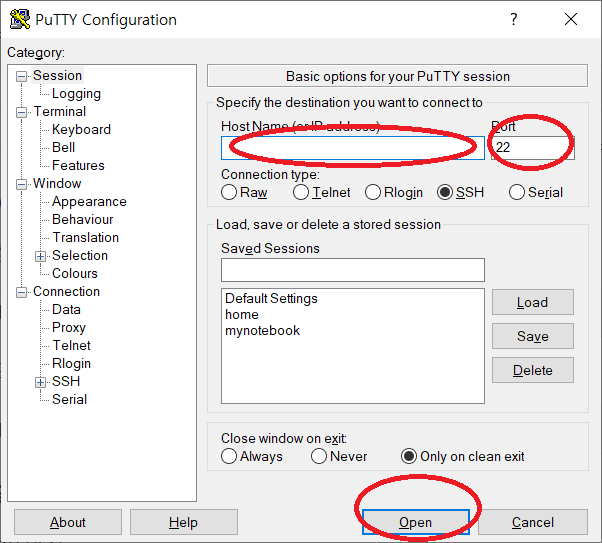 PuTTY Configuration
Category:
Session
Logging
Terminal
Keyboard
Bell
Features
Window
Appearance
Behaviour
Translation
Selection
Colours
Connection
Data
Proxy
Telnet
Rlogin
SSH
Serial
Basic options for your PuTTY session
Specify the destination you want to connect to
Host Name (or IP address)
Port
22
Connection type:
Raw Telnet Rlogin SSH Serial
Load, save or delete a stored session
Saved Sessions
Default Settings
home
mynotebook
Load
Save
Delete
Close window on exit:
Always Never Only on clean exit
About Help Open Cancel